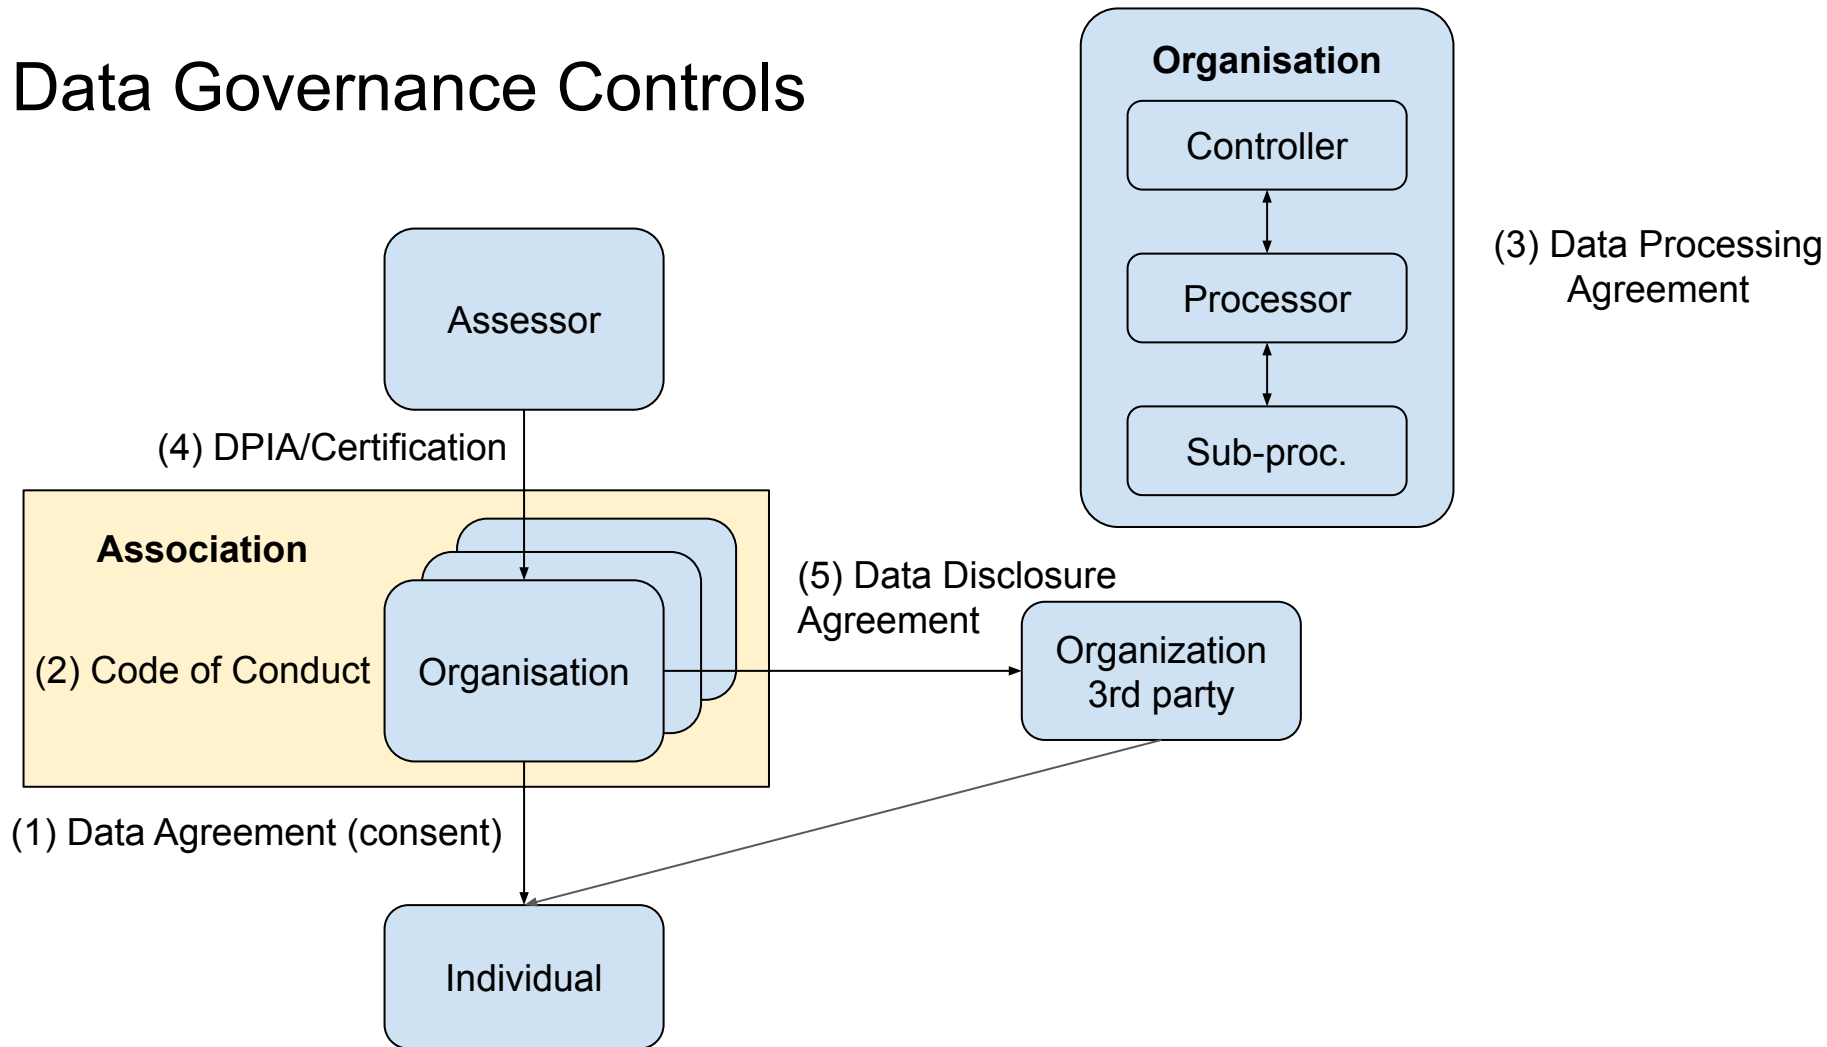 Data Governance Controls
Organisation
Controller
Processor
Sub-proc.
(3) Data Processing
Agreement
Assessor
(4) DPIA/Certification
Association
(2) Code of Conduct
Organisation
(5) Data Disclosure
Agreement
Organization
3rd party
(1) Data Agreement (consent)
Individual